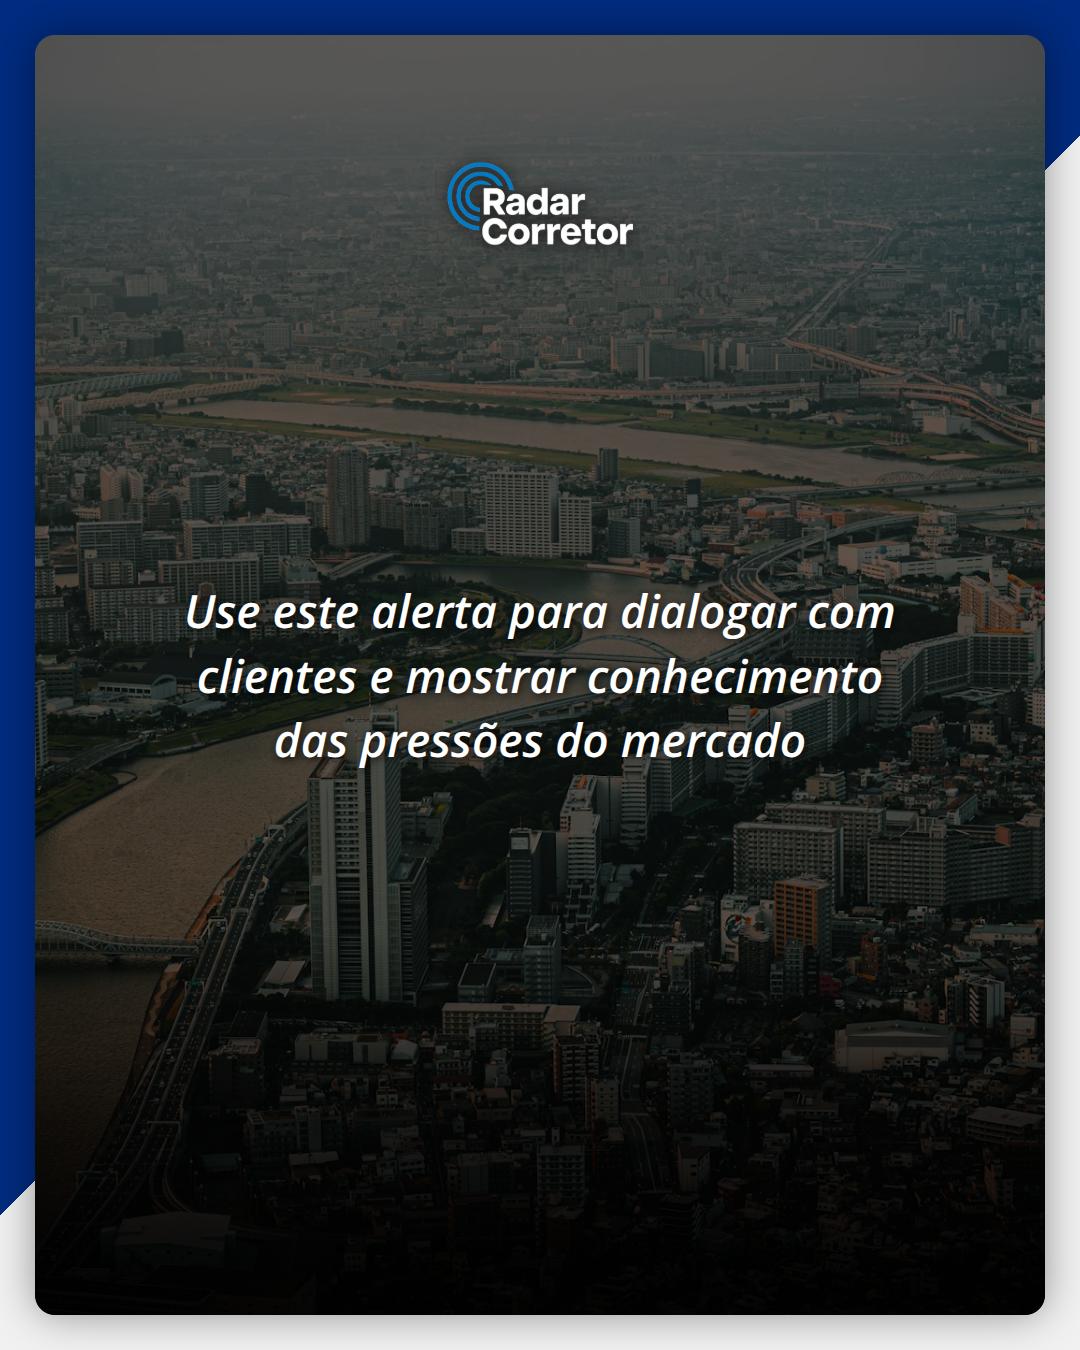 Radar
Corretor
Use este alerta para dialogar com
clientes e mostrar conhecimento
das pressões do mercado